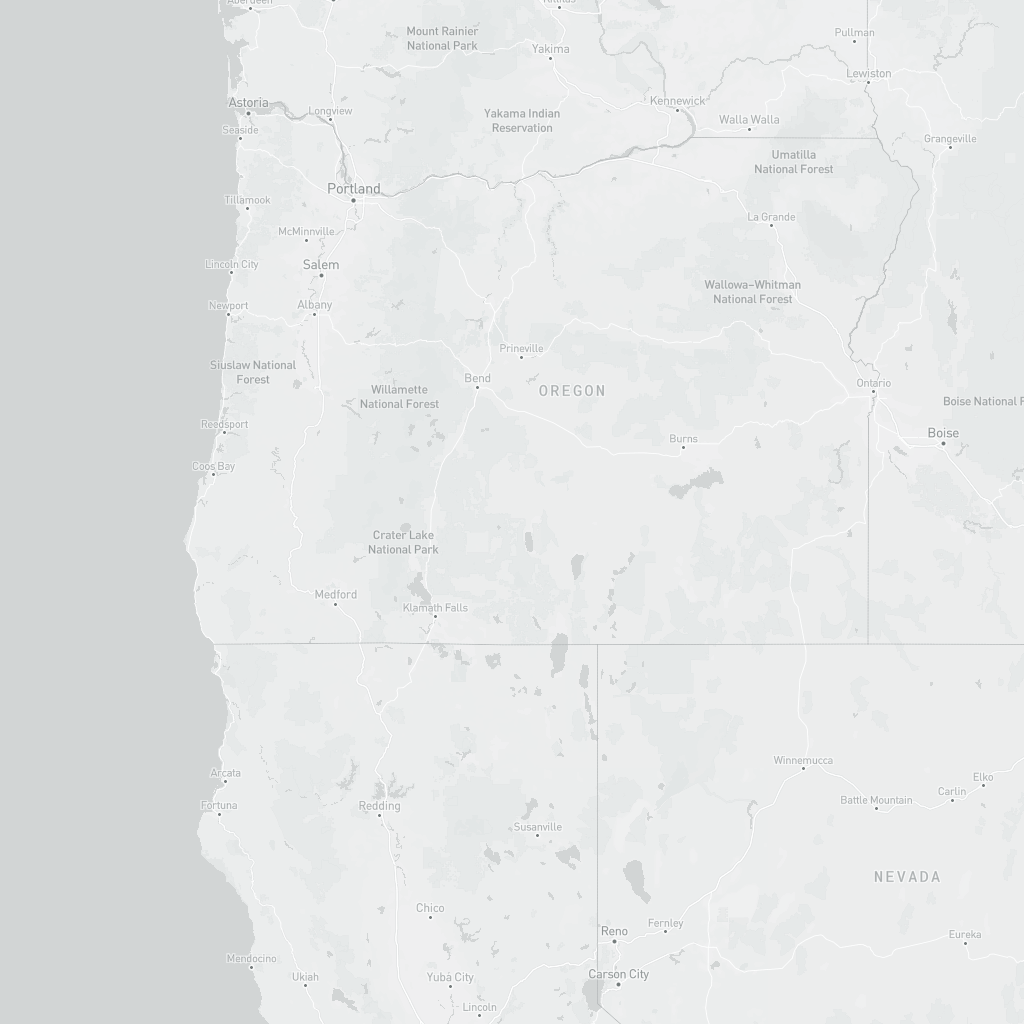 Aberdeen
Mount Rainier
National Park
Yakima
Pullman
Lewiston
Astoria
Longview
Kennewick
Walla Walla
Yakama Indian
Reservation
Seaside
Grangeville
Umatilla
National Forest
Portland
Tillamook
La Grande
McMinnville
Lincoln City
Salem
Wallowa–Whitman
National Forest
Newport
Albany
Prineville
Siuslaw National
Forest
Bend
Willamette
National Forest
OREGON
Ontario
Boise National F
Reedsport
Burns
Boise
Coos Bay
Crater Lake
National Park
Medford
Klamath Falls
Winnemucca
Arcata
Elko
Carlin
Battle Mountain
Fortuna
Redding
Susanville
NEVADA
Chico
Fernley
Reno
Eureka
Mendocino
Ukiah
Yuba City
Carson City
Lincoln